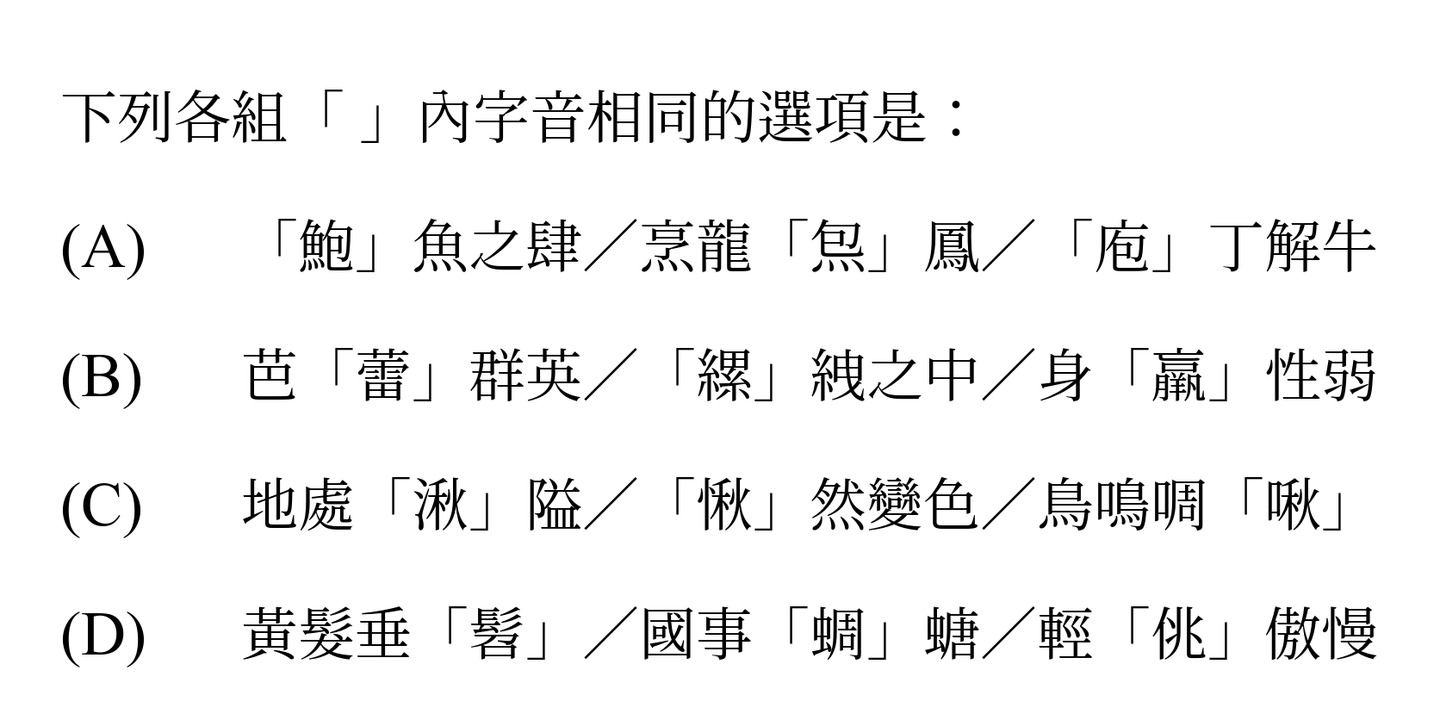 下列各組「 」內字音相同的選項是：
(A) 「鮑」魚之肆／烹龍「炰」鳳／「庖」丁解牛
(B) 芭「蕾」群英／「縲」絏之中／身「羸」性弱
(C) 地處「湫」隘／「愀」然變色／鳥鳴啁「啾」
(D) 黃髮垂「髫」／國事「蜩」螗／輕「佻」傲慢